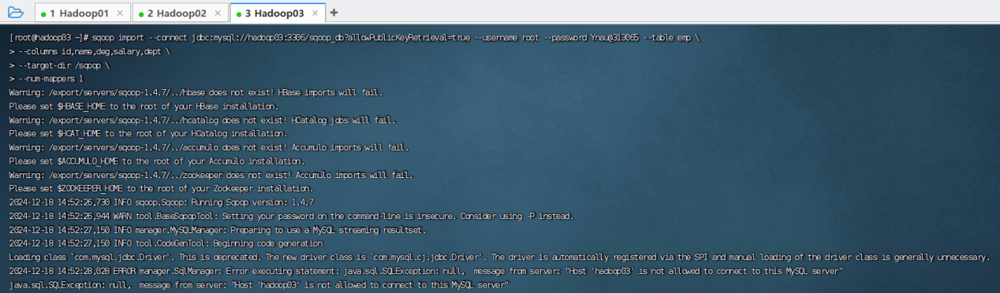 1 Hadoop01 × 2 Hadoop02 × 3 Hadoop03 × +
[root@hadoop03 ~]# sqoop import --connect jdbc:mysql://hadoop03:3306/sqoop_db?allowPublicKeyRetrieval=true --username root --password Ynau@313065 --table emp \
> --columns id,name,deg,salary,dept \
> --target-dir /sqoop \
> --num-mappers 1
Warning: /export/servers/sqoop-1.4.7/../hbase does not exist! HBase imports will fail.
Please set $HBASE_HOME to the root of your HBase installation.
Warning: /export/servers/sqoop-1.4.7/../hcatalog does not exist! HCatalog jobs will fail.
Please set $HCAT_HOME to the root of your HCatalog installation.
Warning: /export/servers/sqoop-1.4.7/../accumulo does not exist! Accumulo imports will fail.
Please set $ACCUMULO_HOME to the root of your Accumulo installation.
Warning: /export/servers/sqoop-1.4.7/../zookeeper does not exist! Accumulo imports will fail.
Please set $ZOOKEEPER_HOME to the root of your Zookeeper installation.
2024-12-18 14:52:26,730 INFO sqoop.Sqoop: Running Sqoop version: 1.4.7
2024-12-18 14:52:26,944 WARN tool.BaseSqoopTool: Setting your password on the command-line is insecure. Consider using -P instead.
2024-12-18 14:52:27,150 INFO manager.MySQLManager: Preparing to use a MySQL streaming resultset.
2024-12-18 14:52:27,150 INFO tool.CodeGenTool: Beginning code generation
Loading class `com.mysql.jdbc.Driver'. This is deprecated. The new driver class is `com.mysql.cj.jdbc.Driver'. The driver is automatically registered via the SPI and manual loading of the driver class is generally unnecessary.
2024-12-18 14:52:28,028 ERROR manager.SqlManager: Error executing statement: java.sql.SQLException: null,  message from server: "Host 'hadoop03' is not allowed to connect to this MySQL server"
java.sql.SQLException: null,  message from server: "Host 'hadoop03' is not allowed to connect to this MySQL server"